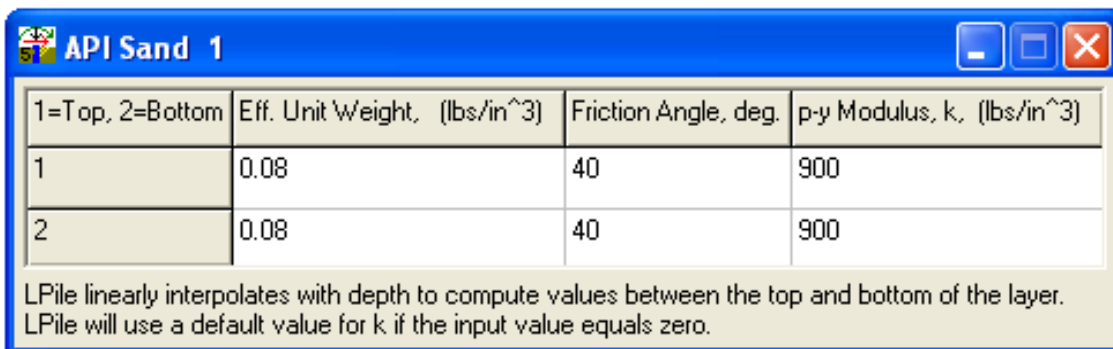 API Sand 1
1=Top, 2=Bottom Eff. Unit Weight, (lbs/in^3) Friction Angle, deg. p-y Modulus, k, (lbs/in^3)
1 0.08 40 900
2 0.08 40 900
LPile linearly interpolates with depth to compute values between the top and bottom of the layer.
LPile will use a default value for k if the input value equals zero.